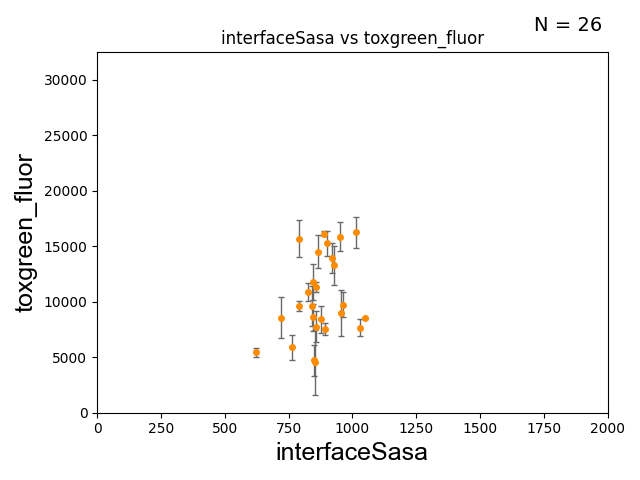 N = 26
interfaceSasa vs toxgreen_fluor
30000
25000
20000
15000
10000
5000
0
toxgreen_fluor
0 250 500 750 1000 1250 1500 1750 2000
interfaceSasa